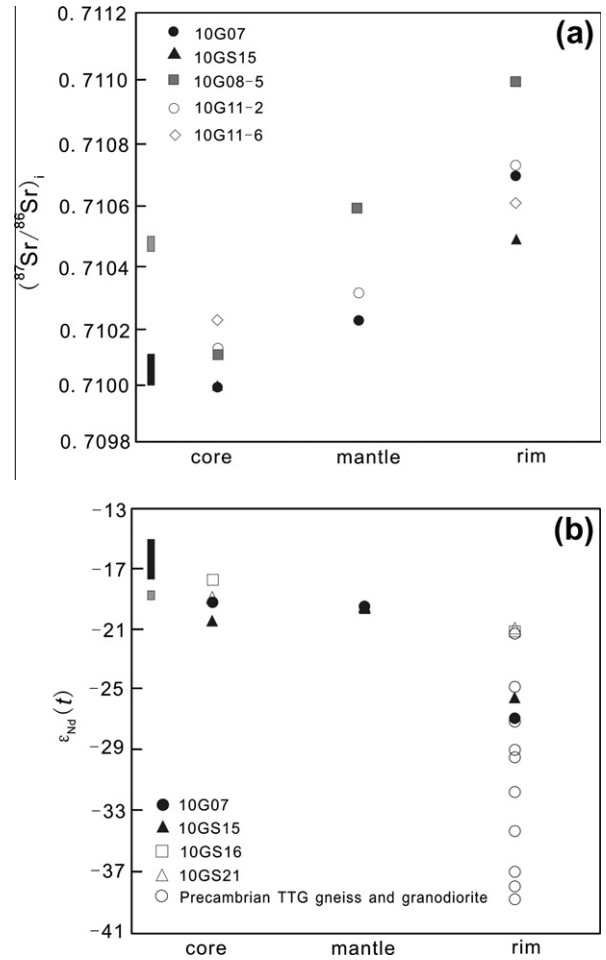 (a)
0.7112
0.7110
0.7108
0.7106
0.7104
0.7102
0.7100
0.7098
(⁸⁷Sr/⁸⁶Sr)ᵢ
10G07
10GS15
10G08-5
10G11-2
10G11-6
core mantle rim
(b)
-13
-17
-21
-25
-29
-33
-37
-41
εNd(t)
10G07
10GS15
10GS16
10GS21
Precambrian TTG gneiss and granodiorite
core mantle rim